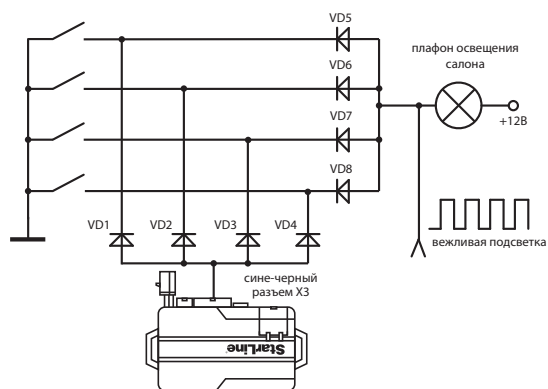 VD5
плафон освещения
салона
VD6
+12В
VD7
VD8
VD1
VD2
VD3
VD4
вежливая подсветка
сине-черный
разъем X3
StarLine